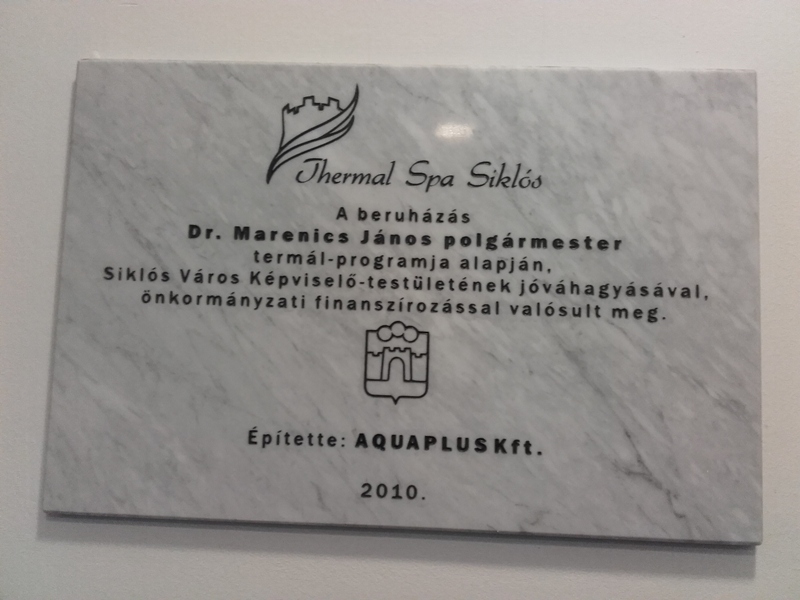 Thermal Spa Siklós
A beruházás
Dr. Marenics János polgármester
termál-programja alapján,
Siklós Város Képviselő-testületének jóváhagyásával,
önkormányzati finanszírozással valósult meg.
Építette: AQUAPLUS Kft.
2010.